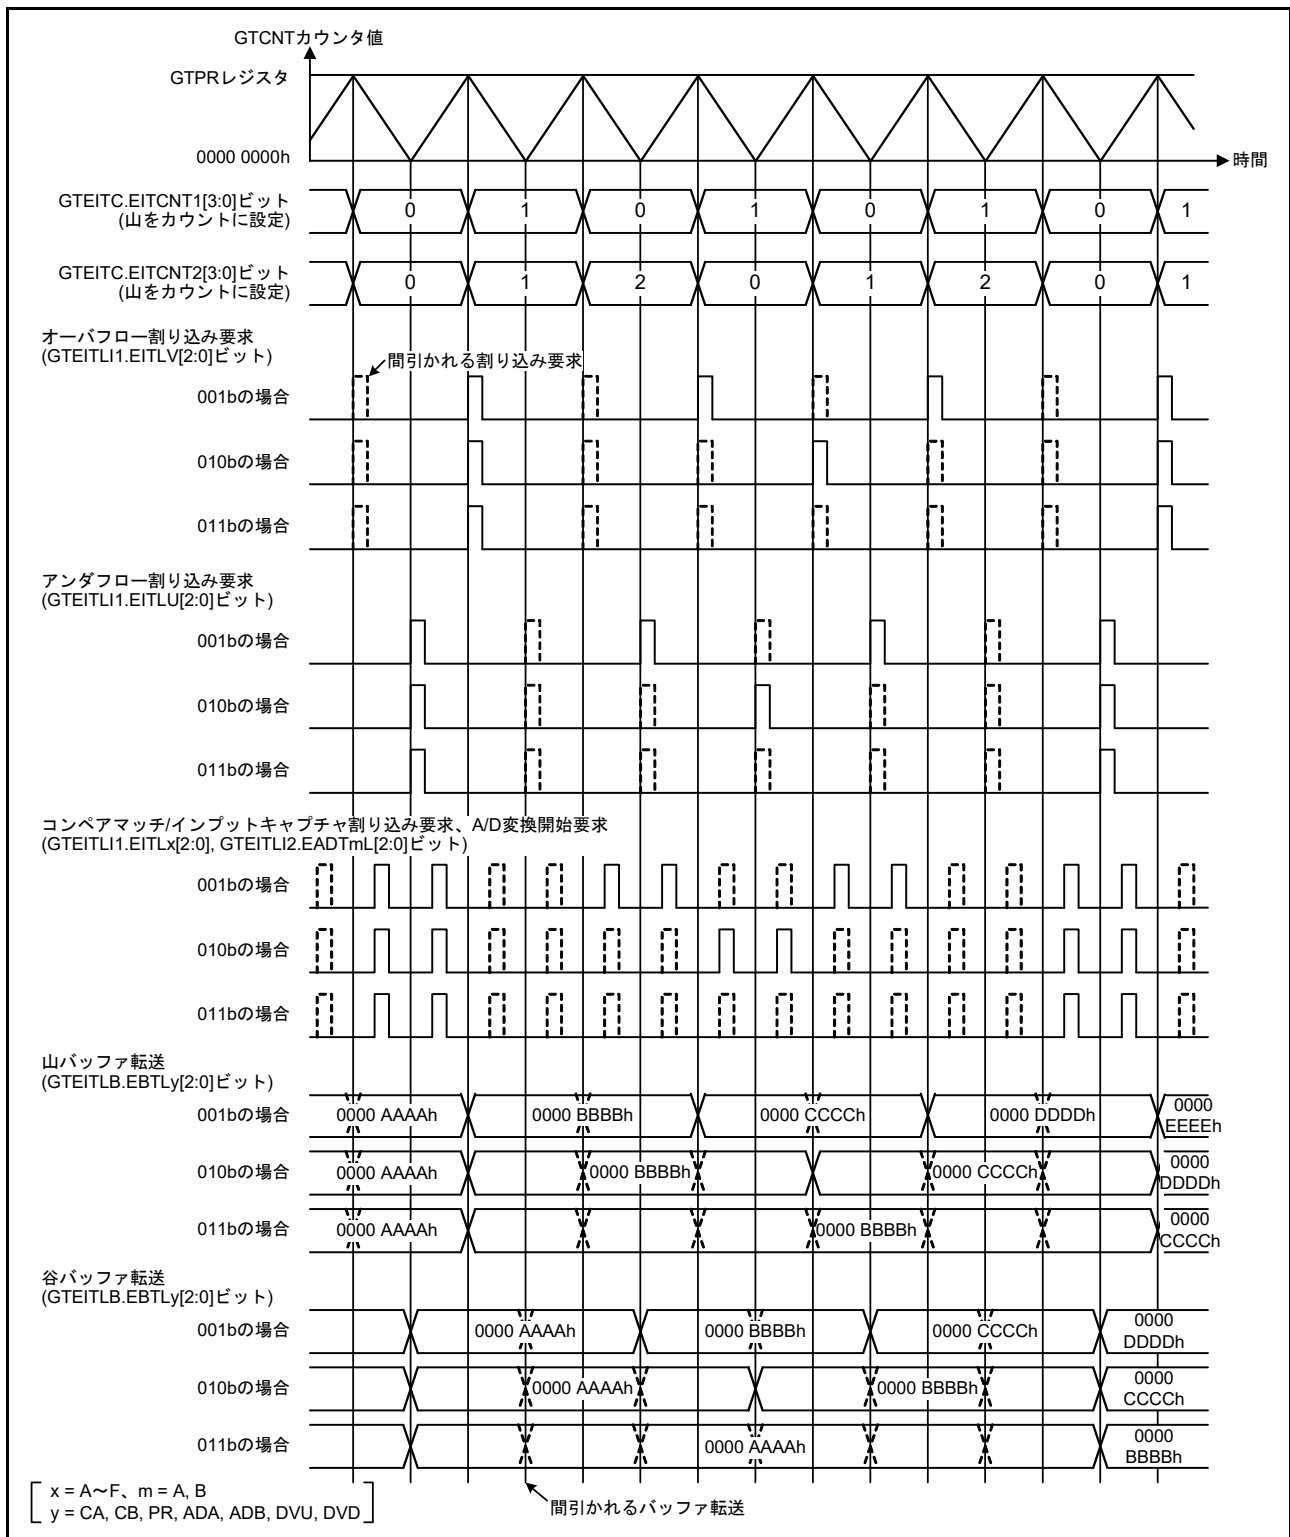 GTCNTカウンタ値
GTPRレジスタ
0000 0000h
時間
GTEITC.EITCNT1[3:0]ビット
(山をカウントに設定)
0 1 0 1 0 1 0 1
GTEITC.EITCNT2[3:0]ビット
(山をカウントに設定)
0 1 2 0 1 2 0 1
オーバフロー割り込み要求
(GTEITLI1.EITLV[2:0]ビット)
間引かれる割り込み要求
001bの場合
010bの場合
011bの場合
アンダフロー割り込み要求
(GTEITLI1.EITLU[2:0]ビット)
001bの場合
010bの場合
011bの場合
コンペアマッチ/インプットキャプチャ割り込み要求、A/D変換開始要求
(GTEITLI1.EITLx[2:0], GTEITLI2.EADTmL[2:0]ビット)
001bの場合
010bの場合
011bの場合
山バッファ転送
(GTEITLB.EBTLy[2:0]ビット)
001bの場合 0000 AAAAh 0000 BBBBh 0000 CCCCh 0000 DDDDh 0000
EEEEh
010bの場合 0000 AAAAh 0000 BBBBh 0000 CCCCh 0000
DDDDh
011bの場合 0000 AAAAh 0000 BBBBh 0000
CCCCh
谷バッファ転送
(GTEITLB.EBTLy[2:0]ビット)
001bの場合 0000 AAAAh 0000 BBBBh 0000 CCCCh 0000
DDDDh
010bの場合 0000 AAAAh 0000 BBBBh 0000
CCCCh
011bの場合 0000 AAAAh 0000
BBBBh
x = A～F、m = A, B
y = CA, CB, PR, ADA, ADB, DVU, DVD
間引かれるバッファ転送